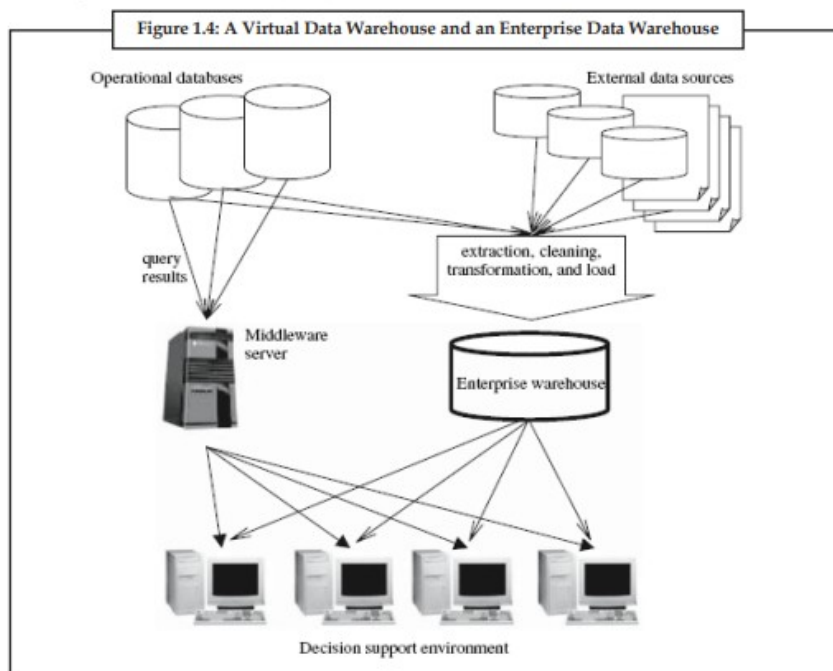 Figure 1.4: A Virtual Data Warehouse and an Enterprise Data Warehouse
Operational databases
External data sources
query
results
extraction, cleaning,
transformation, and load
Middleware
server
Enterprise warehouse
Decision support environment